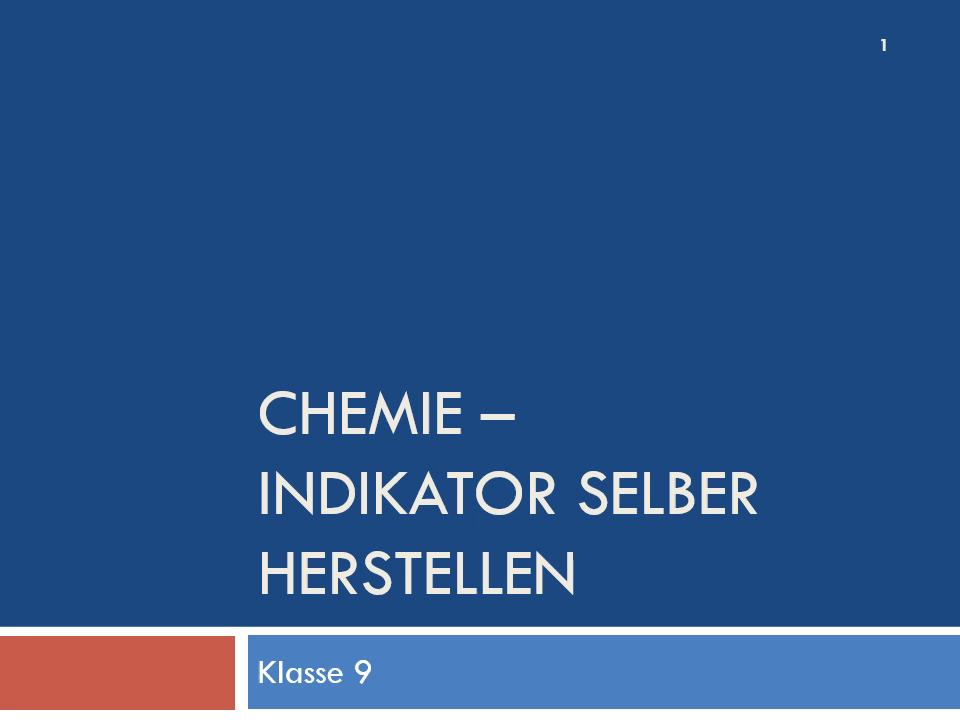 1
CHEMIE –
INDIKATOR SELBER
HERSTELLEN
Klasse 9